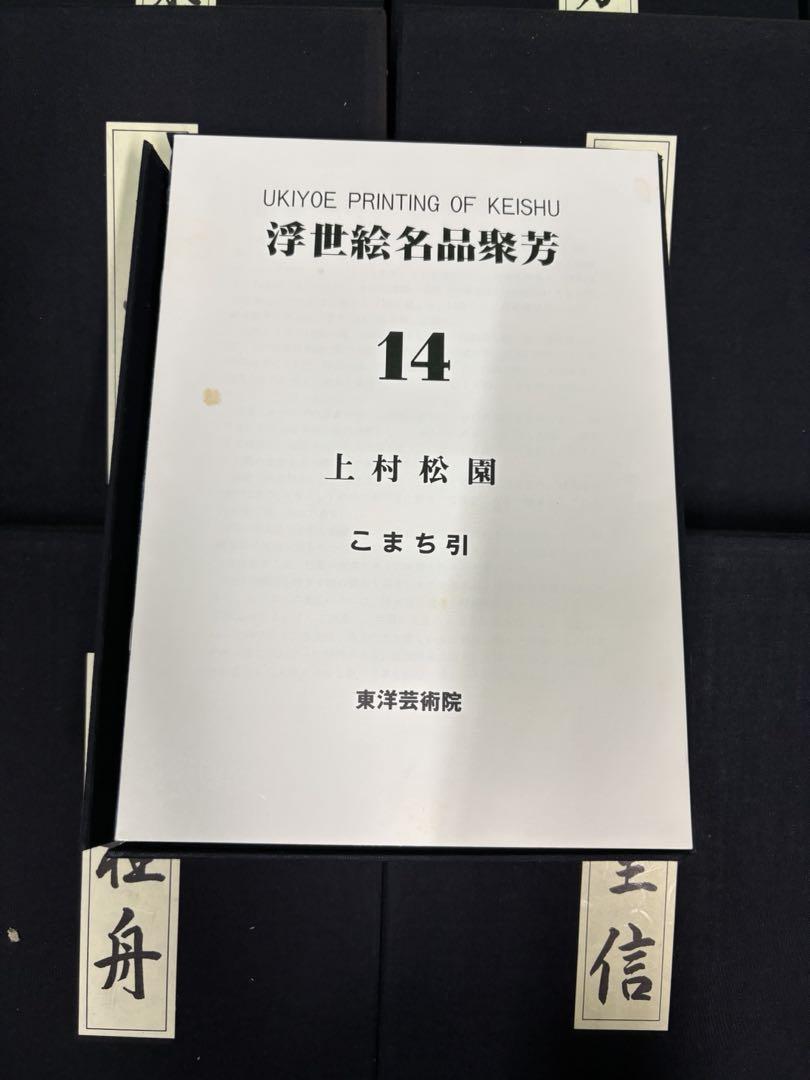 UKIYOE PRINTING OF KEISHU
浮世絵名品聚芳
14
上村松園
こまち引
東洋芸術院
舟
信